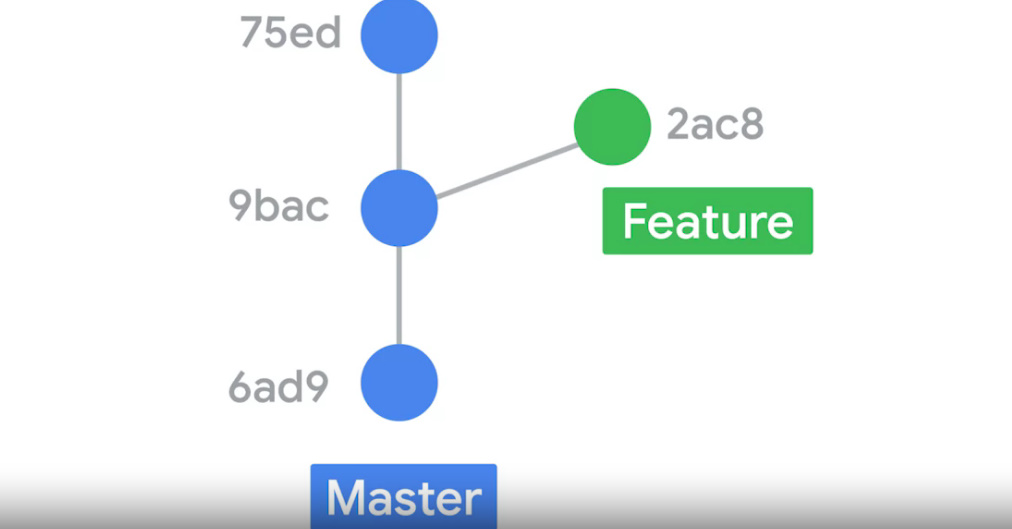 75ed
2ac8
9bac
Feature
6ad9
Master